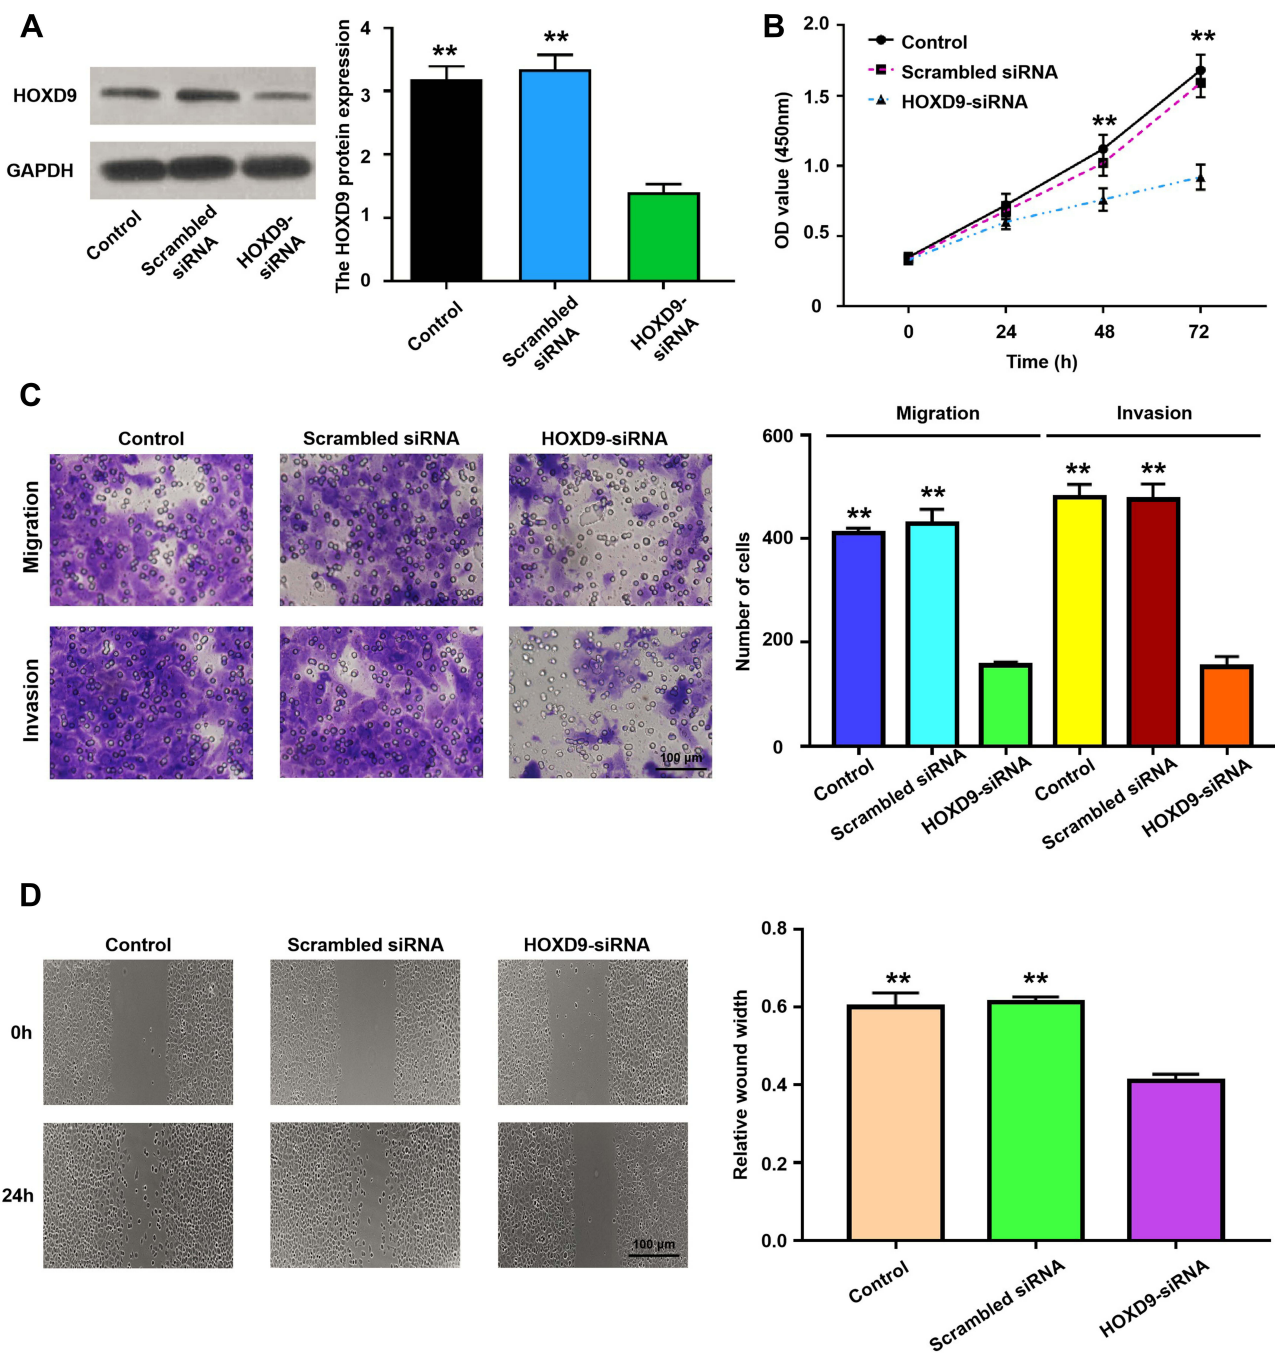 A
HOXD9
GAPDH
Control
Scrambled
siRNA
HOXD9-
siRNA
The HOXD9 protein expression
4
3
2
1
0
**
**
Control
Scrambled
siRNA
HOXD9-
siRNA
B
OD value (450nm)
2.0
1.5
1.0
0.5
0
Control
Scrambled siRNA
HOXD9-siRNA
**
**
0
24
48
72
Time (h)
C
Control
Scrambled siRNA
HOXD9-siRNA
Migration
Invasion
100 μm
Migration
Invasion
Number of cells
600
400
200
0
**
**
**
**
Control
Scrambled siRNA
HOXD9-siRNA
Control
Scrambled siRNA
HOXD9-siRNA
D
Control
Scrambled siRNA
HOXD9-siRNA
0h
24h
100 μm
Relative wound width
0.8
0.6
0.4
0.2
0.0
**
**
Control
Scrambled siRNA
HOXD9-siRNA